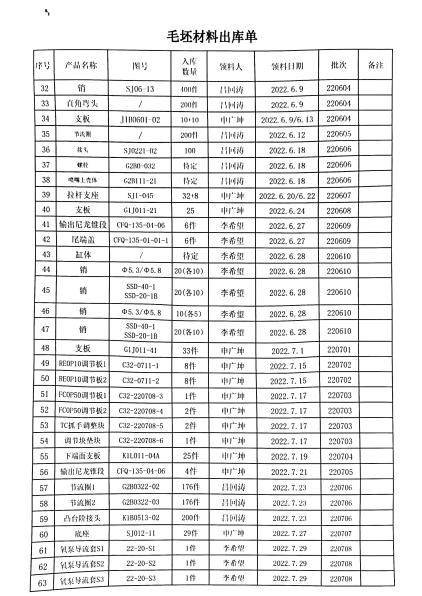 毛坯材料出库单
序号 产品名称 图号 入库数量 领料人 领料日期 批次 备注
32 销 SJ06-13 400件 吕回涛 2022.6.9 220604
33 直角弯头 / 200件 吕回涛 2022.6.9 220604
34 支板 J1B0601-02 10+10 申广坤 2022.6.9/6.13 220604
35 节流圈 / 200件 吕回涛 2022.6.12 220605
36 接头 SJ0221-02 100 吕回涛 2022.6.18 220606
37 螺栓 G2B0-032 待定 吕回涛 2022.6.18 220606
38 喷嘴上壳体 G2B111-21 待定 吕回涛 2022.6.18 220606
39 拉杆支座 SJ1-045 32+8 申广坤 2022.6.20/6.22 220607
40 支板 G1J011-21 25 申广坤 2022.6.24 220608
41 输出尼龙锥段 CFQ-135-04-06 6件 李希望 2022.6.27 220609
42 尾端盖 CFQ-135-01-01-1 6件 李希望 2022.6.27 220609
43 缸体 / 待定 李希望 2022.6.28 220610
44 销 Φ5.3/Φ5.8 20(各10) 李希望 2022.6.28 220610
45 销 SSD-40-1 SSD-20-1B 20(各10) 李希望 2022.6.28 220610
46 销 Φ5.3/Φ5.8 10(各5) 李希望 2022.6.28 220610
47 销 SSD-40-1 SSD-20-1B 20(各10) 李希望 2022.6.28 220610
48 支板 G1J011-41 33件 申广坤 2022.7.1 220701
49 REOP10调节板1 C32-0711-1 8件 申广坤 2022.7.15 220702
50 REOP10调节板2 C32-0711-2 8件 申广坤 2022.7.15 220702
51 FCOP50调节板1 C32-220708-3 1件 申广坤 2022.7.17 220703
52 FCOP50调节板2 C32-220708-4 2件 申广坤 2022.7.17 220703
53 TC抓手调整块 C32-220708-5 2件 申广坤 2022.7.17 220703
54 调节块垫块 C32-220708-6 1件 申广坤 2022.7.17 220703
55 下端面支板 K1L011-04A 25件 申广坤 2022.7.19 220704
56 输出尼龙锥段 CFQ-135-04-06 4件 申广坤 2022.7.21 220705
57 节流圈1 G2B0322-02 176件 吕回涛 2022.7.23 220706
58 节流圈2 G2B0322-03 176件 吕回涛 2022.7.23 220706
59 凸台阶接头 K1B0513-02 200件 吕回涛 2022.7.23 220706
60 底座 SJ012-11 29件 申广坤 2022.7.27 220707
61 氧泵导流套S1 22-20-S1 1件 李希望 2022.7.29 220708
62 氧泵导流套S2 22-20-S2 1件 李希望 2022.7.29 220708
63 氧泵导流套S3 22-20-S3 1件 李希望 2022.7.29 220708